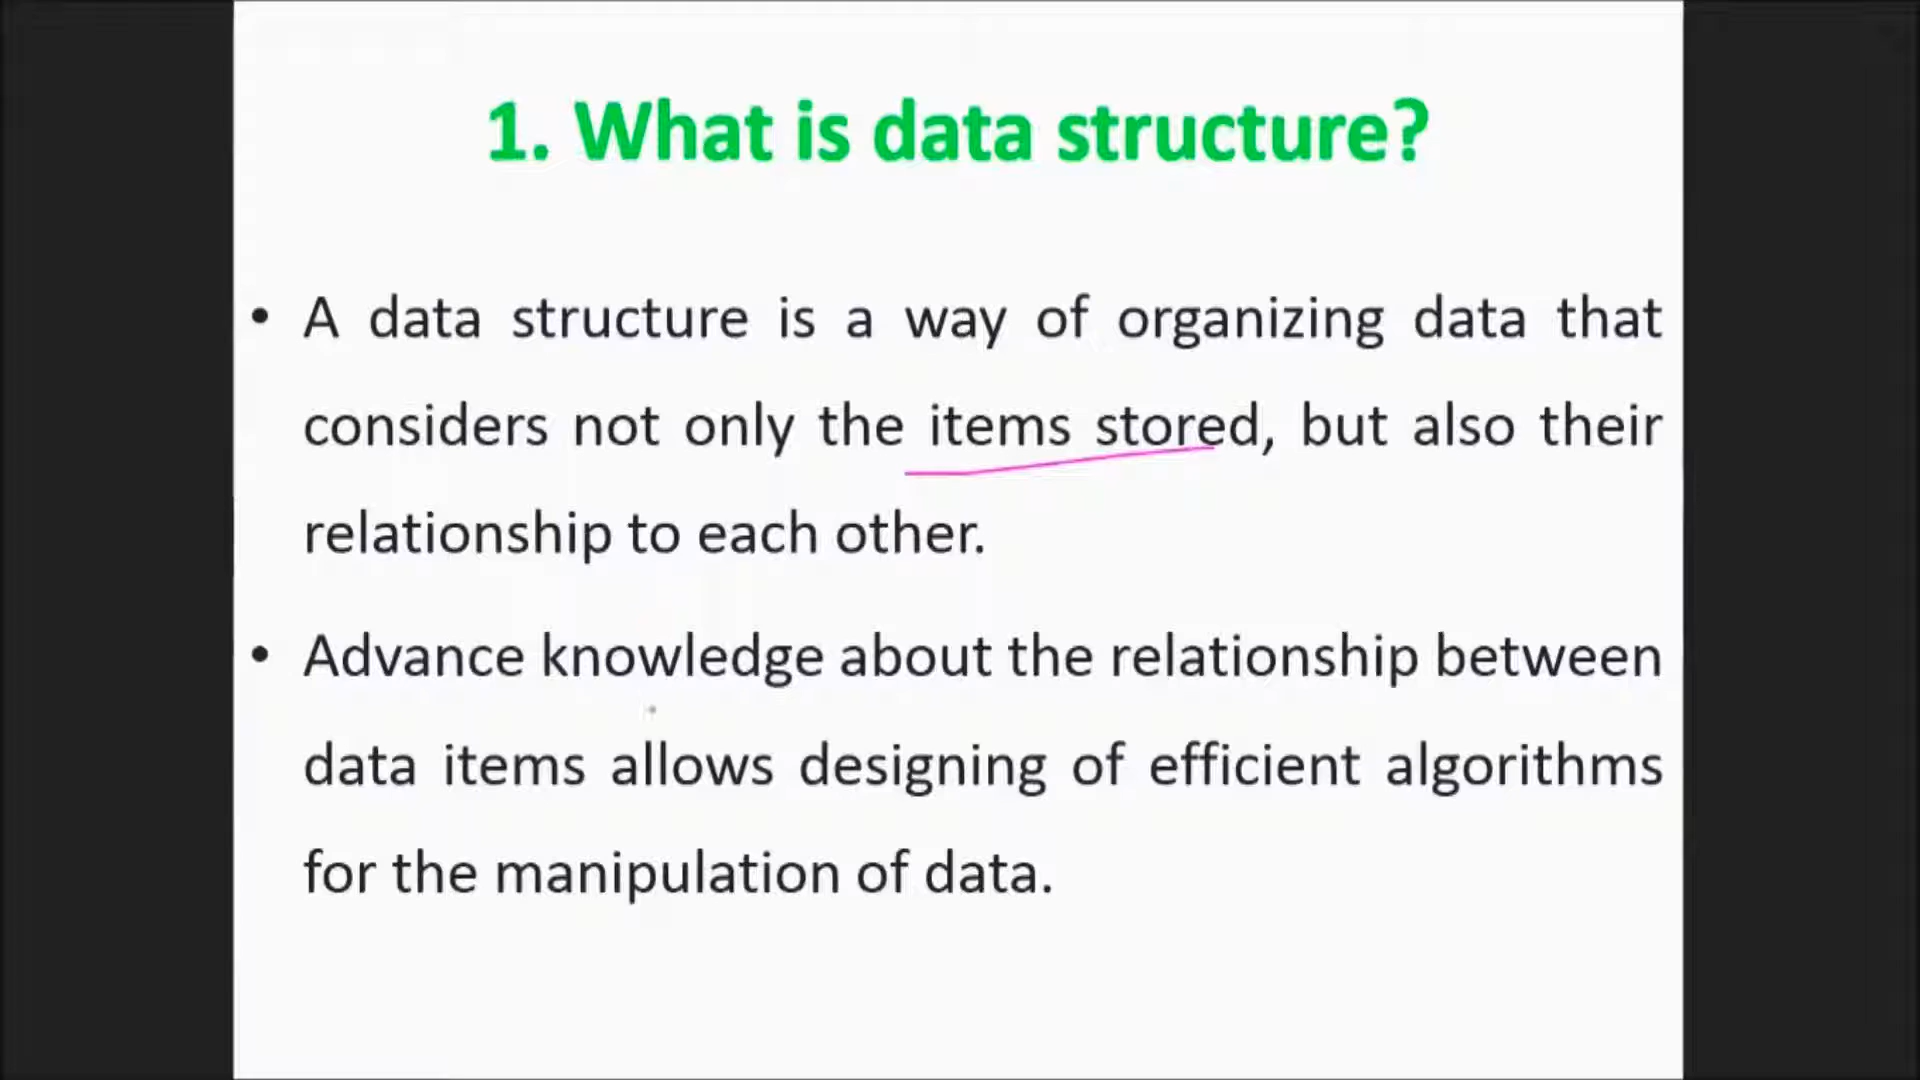 1. What is data structure?
• A data structure is a way of organizing data that
considers not only the items stored, but also their
relationship to each other.
• Advance knowledge about the relationship between
data items allows designing of efficient algorithms
for the manipulation of data.